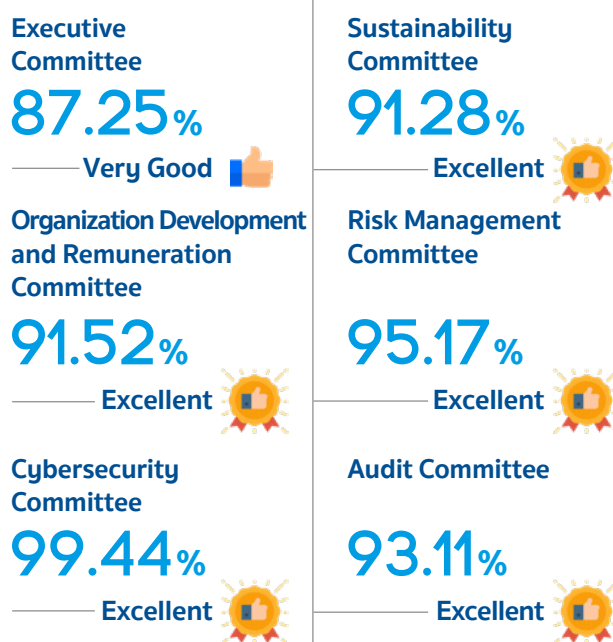 Executive
Committee
87.25%
Very Good
Sustainability
Committee
91.28%
Excellent
Organization Development
and Remuneration
Committee
91.52%
Excellent
Risk Management
Committee
95.17%
Excellent
Cybersecurity
Committee
99.44%
Excellent
Audit Committee
93.11%
Excellent